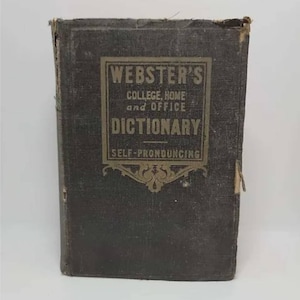 WEBSTER'S
COLLEGE, HOME
and OFFICE
DICTIONARY
SELF-PRONOUNCING